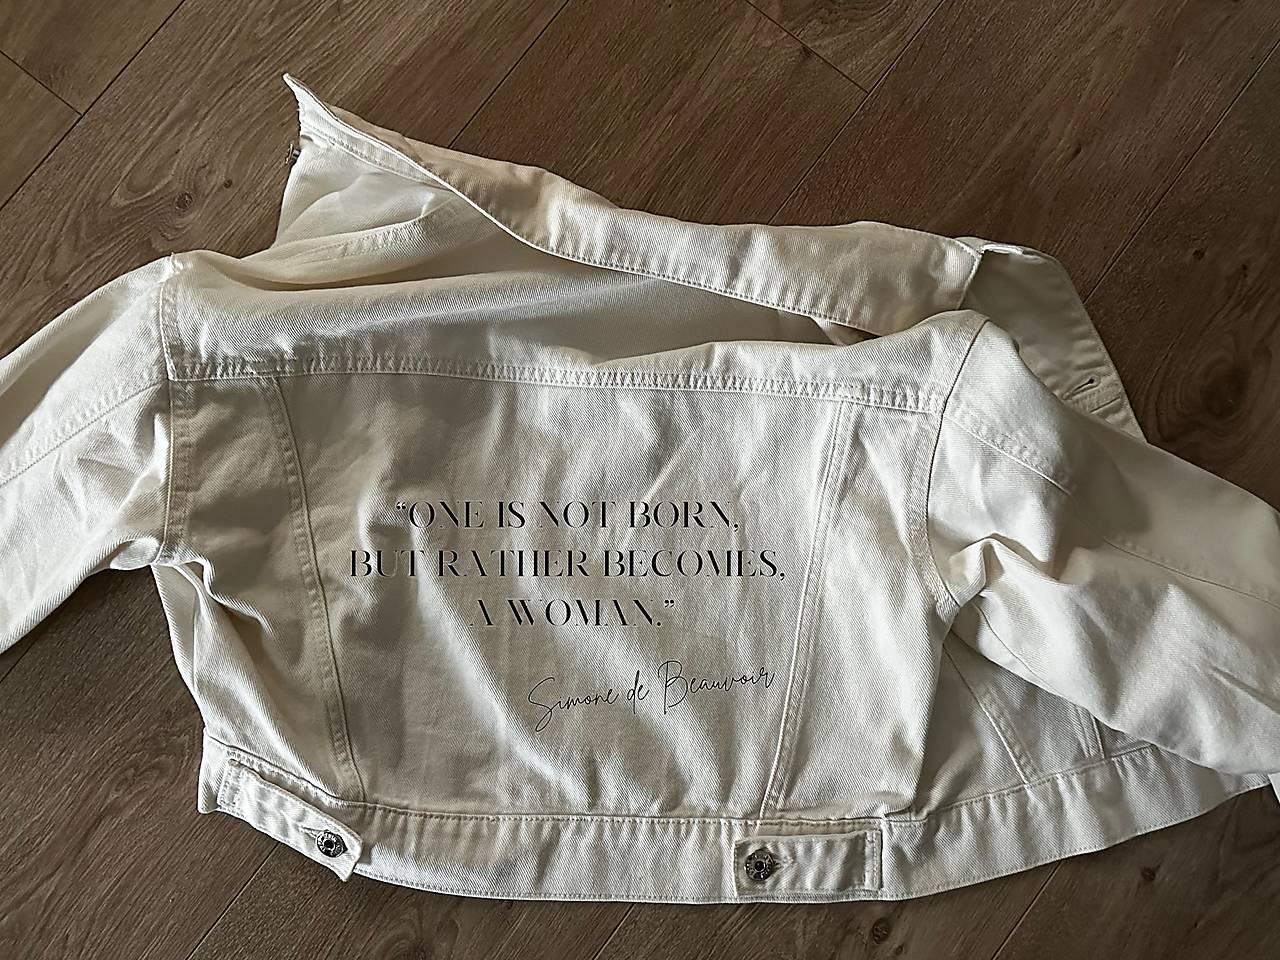 “ONE IS NOT BORN,
BUT RATHER BECOMES,
A WOMAN.”
Simone de Beauvoir